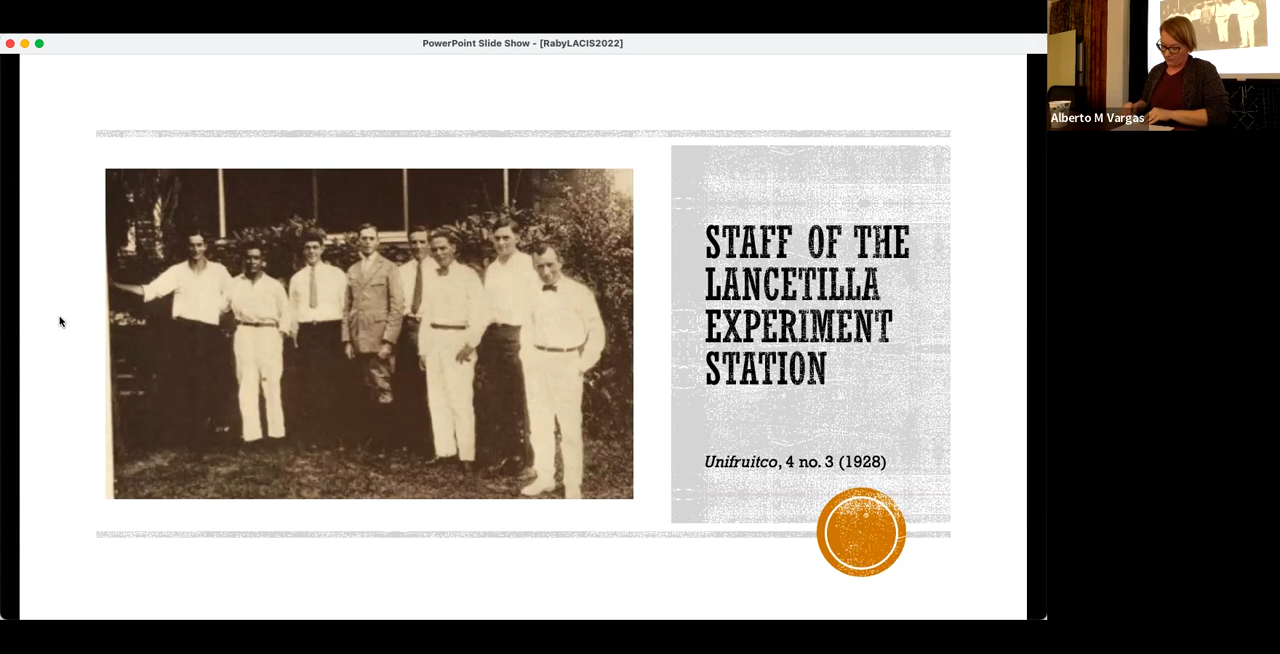 PowerPoint Slide Show - [RabyLACIS2022]
Alberto M Vargas
STAFF OF THE
LANCETILLA
EXPERIMENT
STATION
Unifruitco, 4 no. 3 (1928)